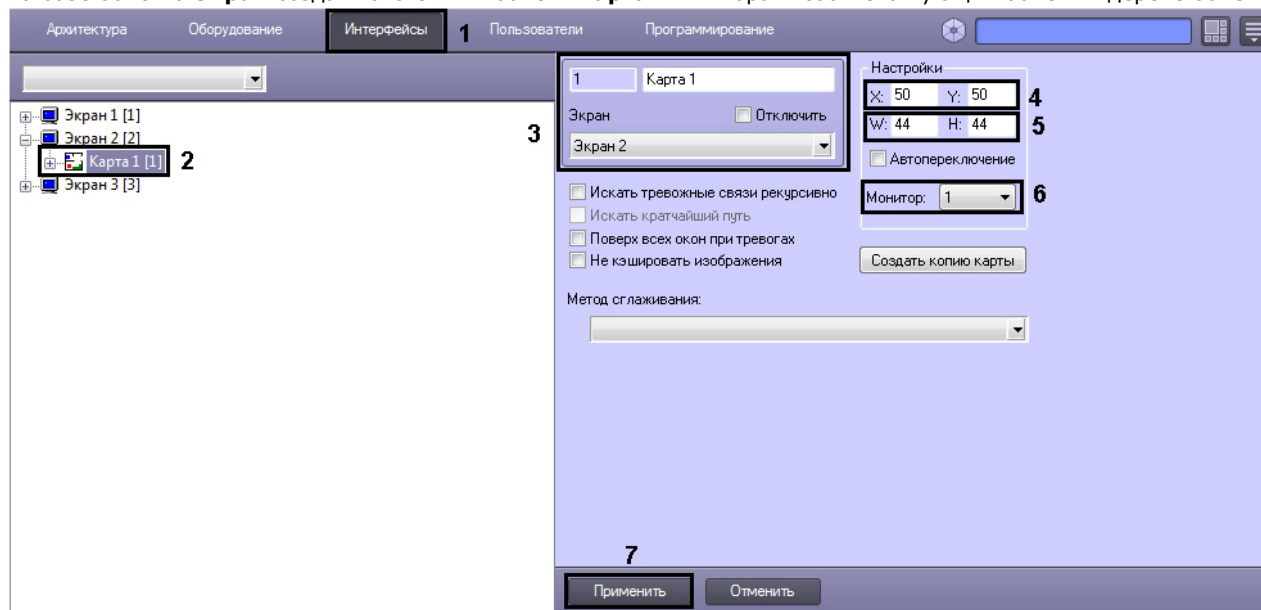 Архитектура Оборудование Интерфейсы 1 Пользователи Программирование
Экран 1 [1]
Экран 2 [2]
Карта 1 [1] 2
Экран 3 [3]
3
1 Карта 1
Экран Отключить
Экран 2
Искать тревожные связи рекурсивно
Искать кратчайший путь
Поверх всех окон при тревогах
Не кэшировать изображения
Метод сглаживания:
Настройки
X: 50 Y: 50 4
W: 44 H: 44 5
Автопереключение
Монитор: 1 6
Создать копию карты
7
Применить Отменить